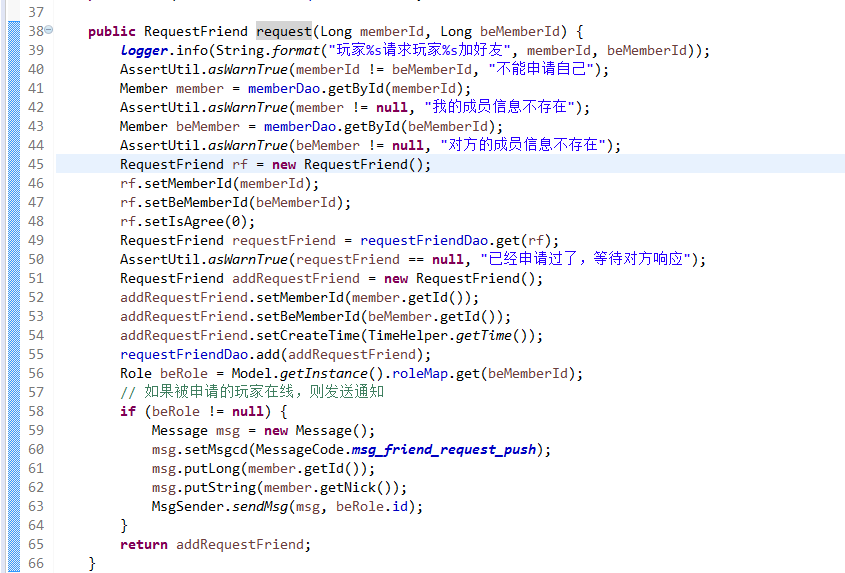 37
38 public RequestFriend request(Long memberId, Long beMemberId) {
39 logger.info(String.format("玩家%s请求玩家%s加好友", memberId, beMemberId));
40 AssertUtil.asWarnTrue(memberId != beMemberId, "不能申请自己");
41 Member member = memberDao.getById(memberId);
42 AssertUtil.asWarnTrue(member != null, "我的成员信息不存在");
43 Member beMember = memberDao.getById(beMemberId);
44 AssertUtil.asWarnTrue(beMember != null, "对方的成员信息不存在");
45 RequestFriend rf = new RequestFriend();
46 rf.setMemberId(memberId);
47 rf.setBeMemberId(beMemberId);
48 rf.setIsAgree(0);
49 RequestFriend requestFriend = requestFriendDao.get(rf);
50 AssertUtil.asWarnTrue(requestFriend == null, "已经申请过了，等待对方响应");
51 RequestFriend addRequestFriend = new RequestFriend();
52 addRequestFriend.setMemberId(member.getId());
53 addRequestFriend.setBeMemberId(beMember.getId());
54 addRequestFriend.setCreateTime(TimeHelper.getTime());
55 requestFriendDao.add(addRequestFriend);
56 Role beRole = Model.getInstance().roleMap.get(beMemberId);
57 // 如果被申请的玩家在线，则发送通知
58 if (beRole != null) {
59 Message msg = new Message();
60 msg.setMsgcd(MessageCode.msg_friend_request_push);
61 msg.putLong(member.getId());
62 msg.putString(member.getNick());
63 MsgSender.sendMsg(msg, beRole.id);
64 }
65 return addRequestFriend;
66 }